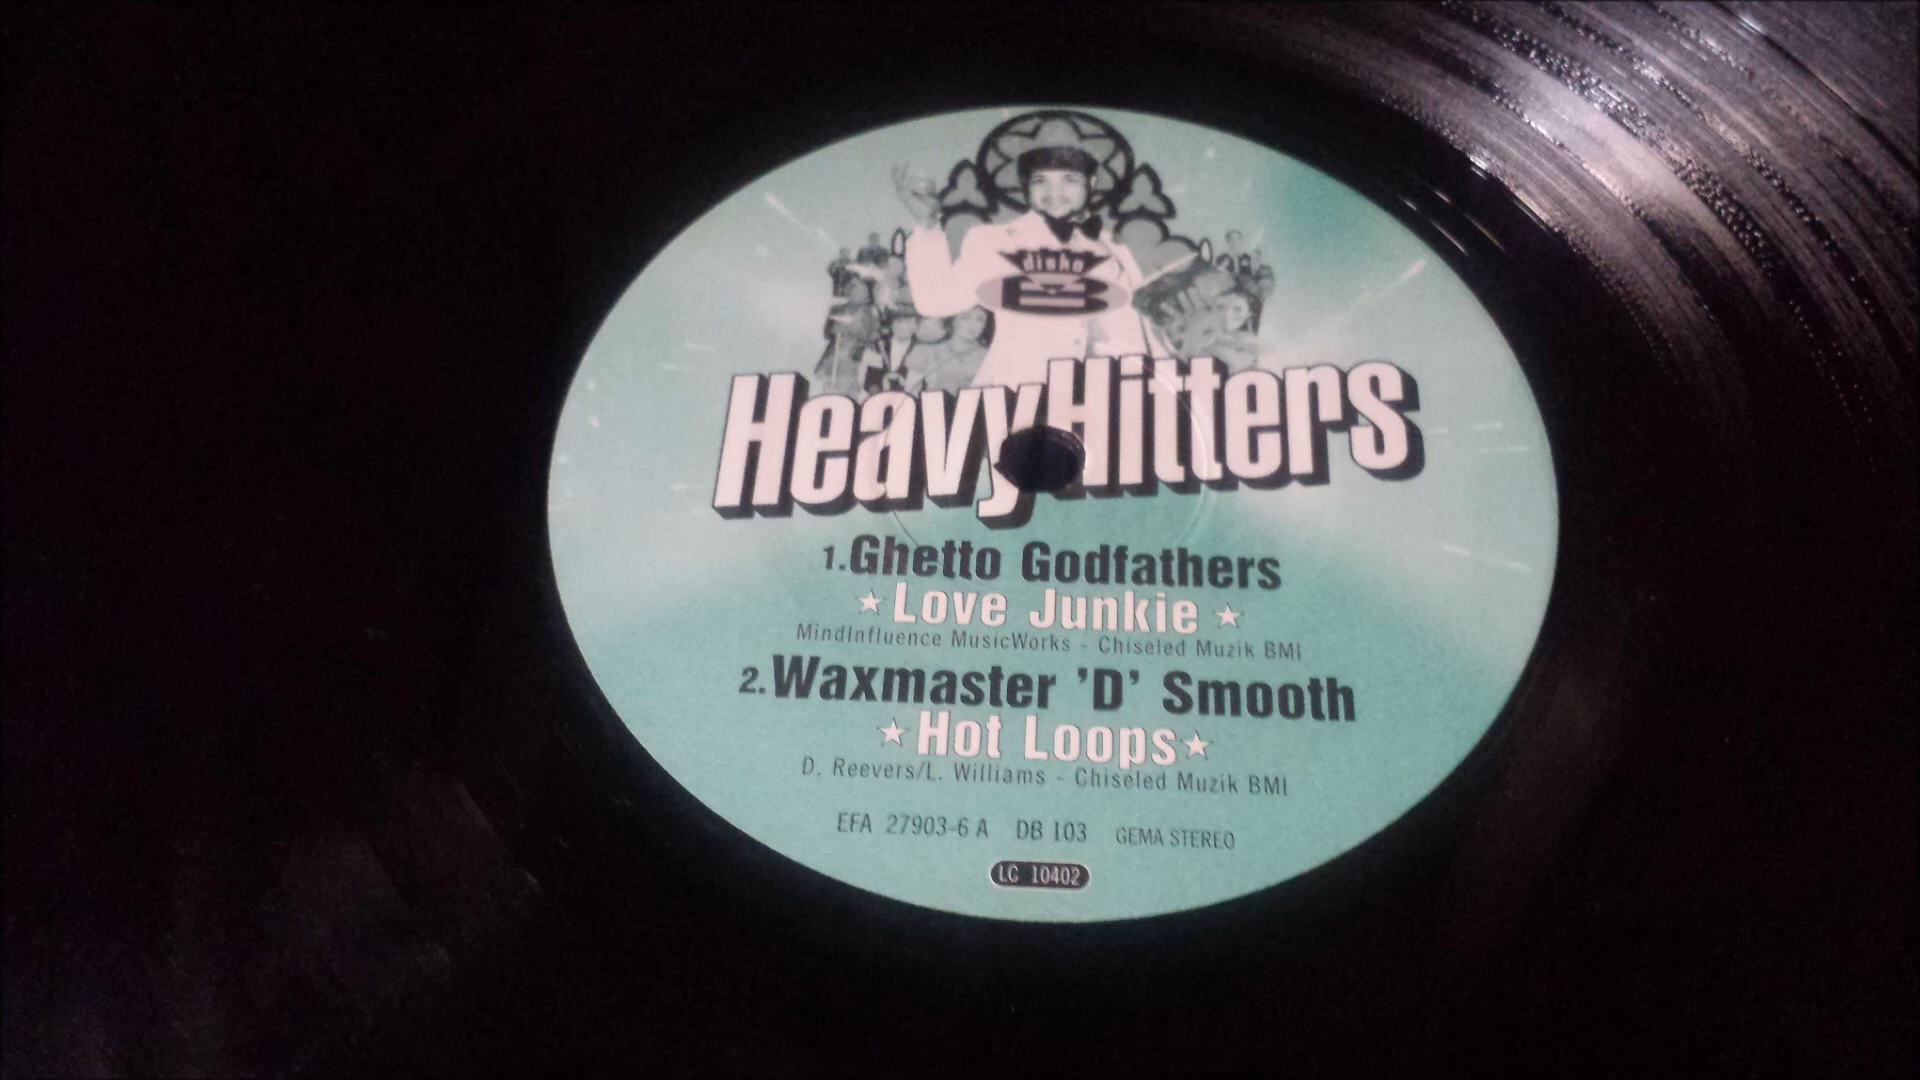 disko
B
HeavyHitters
1.Ghetto Godfathers
★Love Junkie★
MindInfluence MusicWorks - Chiseled Muzik BMI
2.Waxmaster 'D' Smooth
★Hot Loops★
D. Reevers/L. Williams - Chiseled Muzik BMI
EFA 27903-6 A DB 103 GEMA STEREO
LC 10402